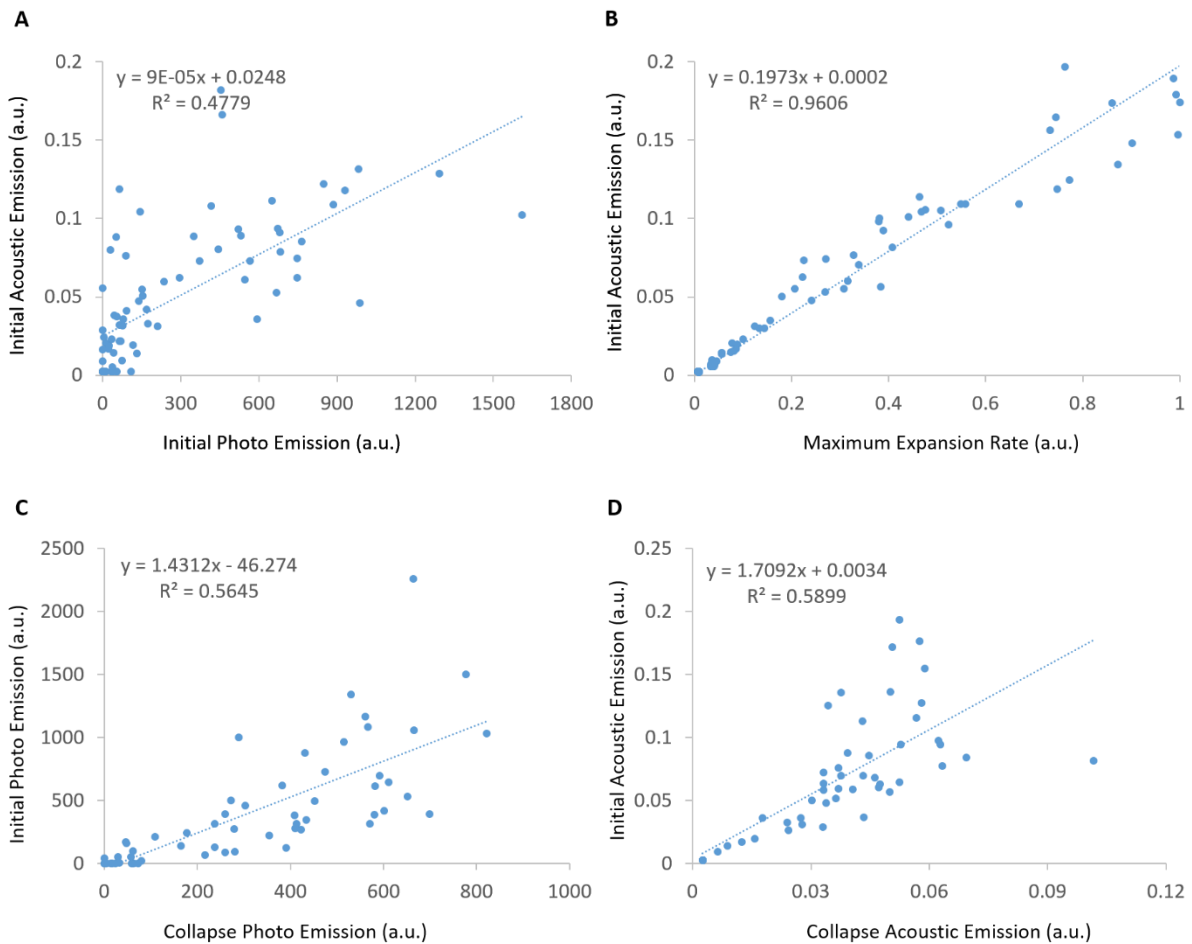 A
y = 9E-05x + 0.0248
R² = 0.4779
Initial Acoustic Emission (a.u.)
0.2
0.15
0.1
0.05
0
0 300 600 900 1200 1500 1800
Initial Photo Emission (a.u.)
B
y = 0.1973x + 0.0002
R² = 0.9606
Initial Acoustic Emission (a.u.)
0.2
0.15
0.1
0.05
0
0 0.2 0.4 0.6 0.8 1
Maximum Expansion Rate (a.u.)
C
y = 1.4312x - 46.274
R² = 0.5645
Initial Photo Emission (a.u.)
2500
2000
1500
1000
500
0
0 200 400 600 800 1000
Collapse Photo Emission (a.u.)
D
y = 1.7092x + 0.0034
R² = 0.5899
Initial Acoustic Emission (a.u.)
0.25
0.2
0.15
0.1
0.05
0
0 0.03 0.06 0.09 0.12
Collapse Acoustic Emission (a.u.)